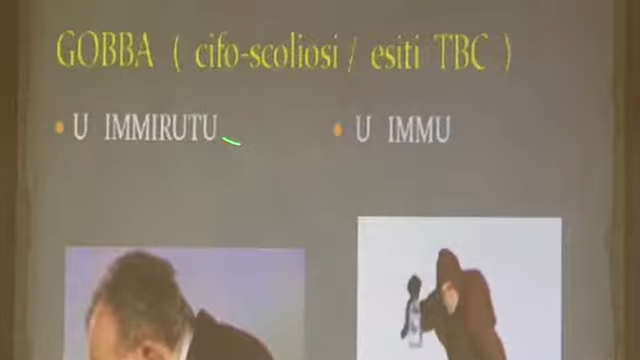 GOBBA ( cifo-scoliosi / esiti TBC )
• U IMMIRUTU
• U IMMU